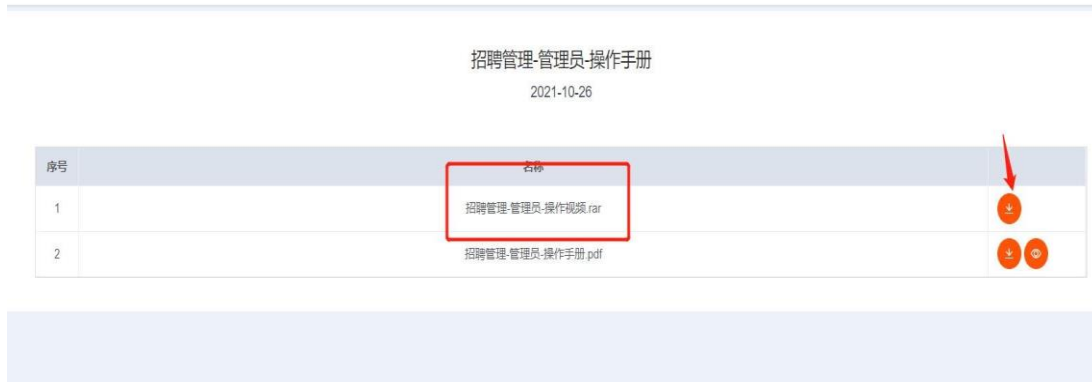 招聘管理-管理员-操作手册
2021-10-26
序号 名称
1 招聘管理-管理员-操作视频.rar
2 招聘管理-管理员-操作手册.pdf